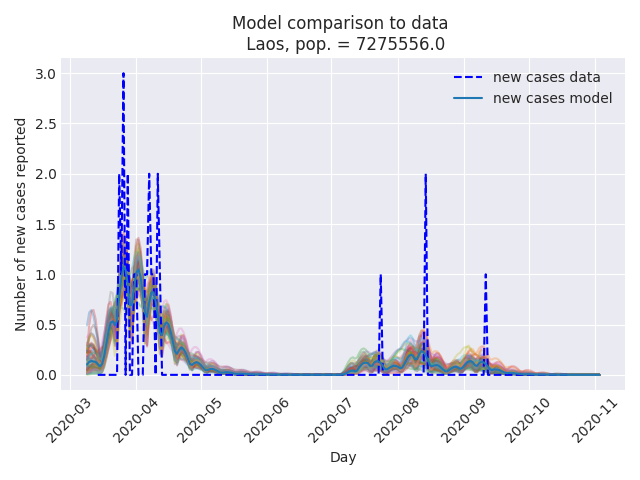 Model comparison to data
Laos, pop. = 7275556.0
new cases data
new cases model
Number of new cases reported
3.0
2.5
2.0
1.5
1.0
0.5
0.0
2020-03
2020-04
2020-05
2020-06
2020-07
2020-08
2020-09
2020-10
2020-11
Day